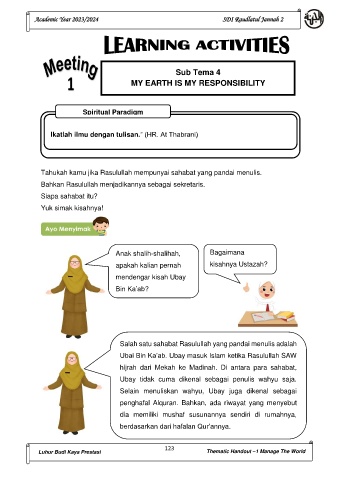 Academic Year 2023/2024
SDI Raudlatul Jannah 2
LEARNING ACTIVITIES
Meeting
1
Sub Tema 4
MY EARTH IS MY RESPONSIBILITY
Spiritual Paradigm
Ikatlah ilmu dengan tulisan.” (HR. At Thabrani)
Tahukah kamu jika Rasulullah mempunyai sahabat yang pandai menulis.
Bahkan Rasulullah menjadikannya sebagai sekretaris.
Siapa sahabat itu?
Yuk simak kisahnya!
Ayo Menyimak
Anak shalih-shalihah,
apakah kalian pernah
mendengar kisah Ubay
Bin Ka’ab?
Bagaimana
kisahnya Ustazah?
Salah satu sahabat Rasulullah yang pandai menulis adalah
Ubai Bin Ka’ab. Ubay masuk Islam ketika Rasulullah SAW
hijrah dari Mekah ke Madinah. Di antara para sahabat,
Ubay tidak cuma dikenal sebagai penulis wahyu saja.
Selain menuliskan wahyu, Ubay juga dikenal sebagai
penghafal Alquran. Bahkan, ada riwayat yang menyebut
dia memiliki mushaf susunannya sendiri di rumahnya,
berdasarkan dari hafalan Qur’annya.
Luhur Budi Kaya Prestasi
123
Thematic Handout –1 Manage The World